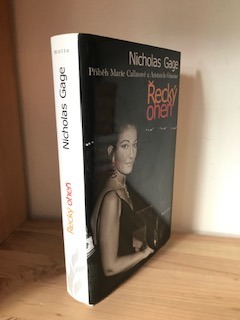 Nicholas Gage
Příběh Marie Callasové a Aristotela Onassise
Řecký
oheň
Nicholas Gage
Řecký oheň